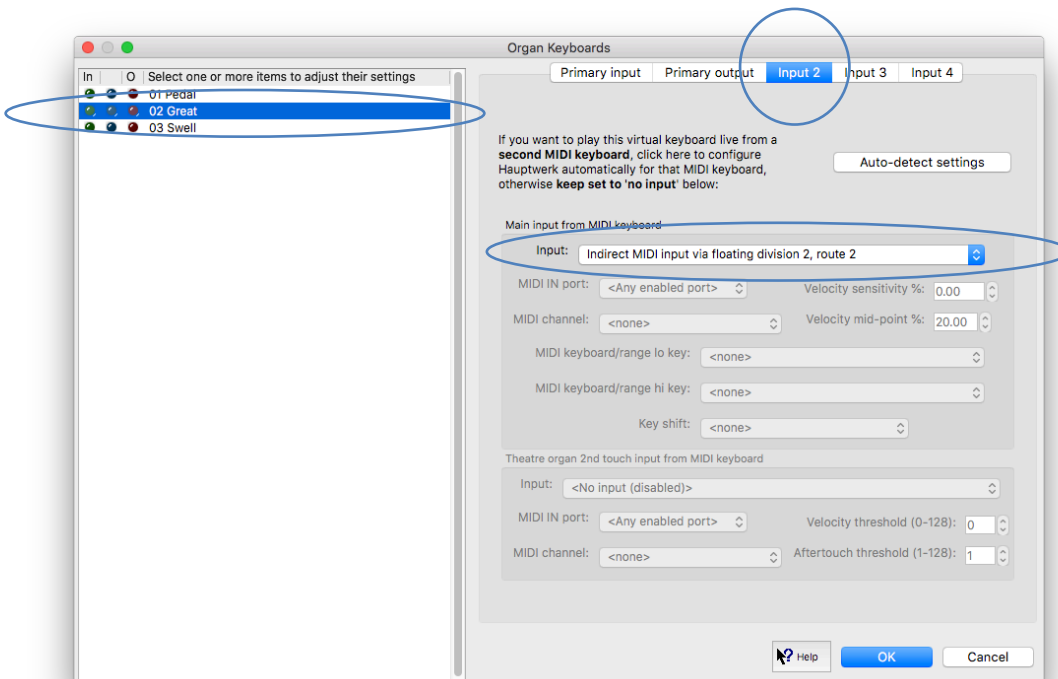 Organ Keyboards
In O Select one or more items to adjust their settings
01 Pedal
02 Great
03 Swell
Primary input Primary output Input 2 Input 3 Input 4
If you want to play this virtual keyboard live from a
second MIDI keyboard, click here to configure
Hauptwerk automatically for that MIDI keyboard,
otherwise keep set to 'no input' below:
Auto-detect settings
Main input from MIDI keyboard
Input: Indirect MIDI input via floating division 2, route 2
MIDI IN port: <Any enabled port> Velocity sensitivity %: 0.00
MIDI channel: <none> Velocity mid-point %: 20.00
MIDI keyboard/range lo key: <none>
MIDI keyboard/range hi key: <none>
Key shift: <none>
Theatre organ 2nd touch input from MIDI keyboard
Input: <No input (disabled)>
MIDI IN port: <Any enabled port> Velocity threshold (0-128): 0
MIDI channel: <none> Aftertouch threshold (1-128): 1
? Help OK Cancel